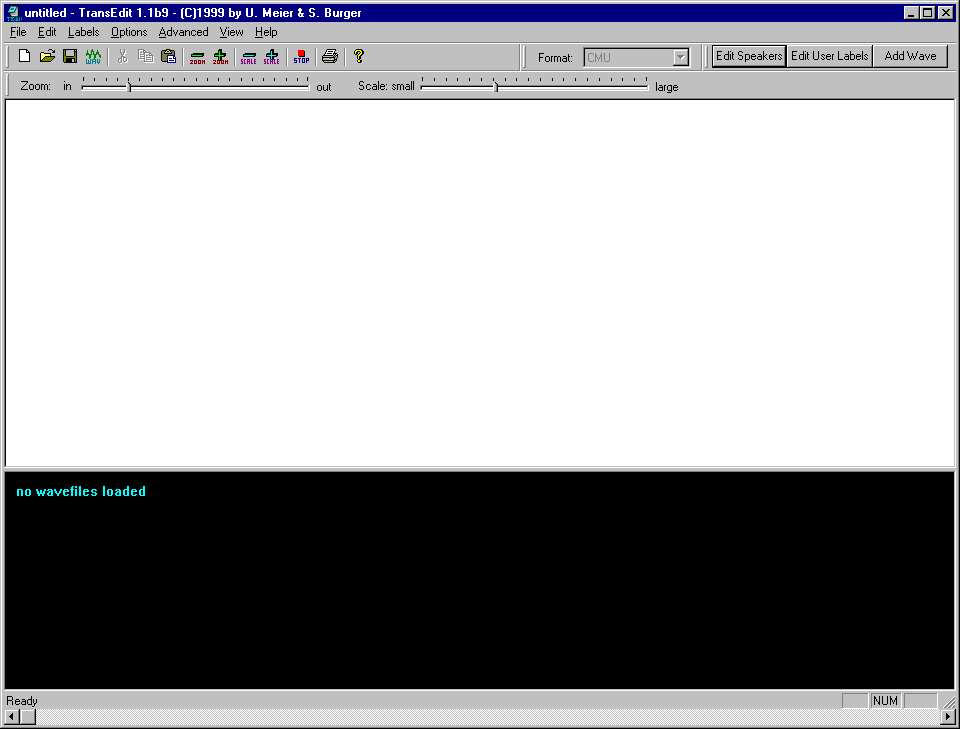 untitled - TransEdit 1.1b9 - (C)1999 by U. Meier & S. Burger
File Edit Labels Options Advanced View Help
WAV ZOOM ZOOM SCALE SCALE STOP Format: CMU Edit Speakers Edit User Labels Add Wave
Zoom: in out Scale: small large
no wavefiles loaded
Ready NUM